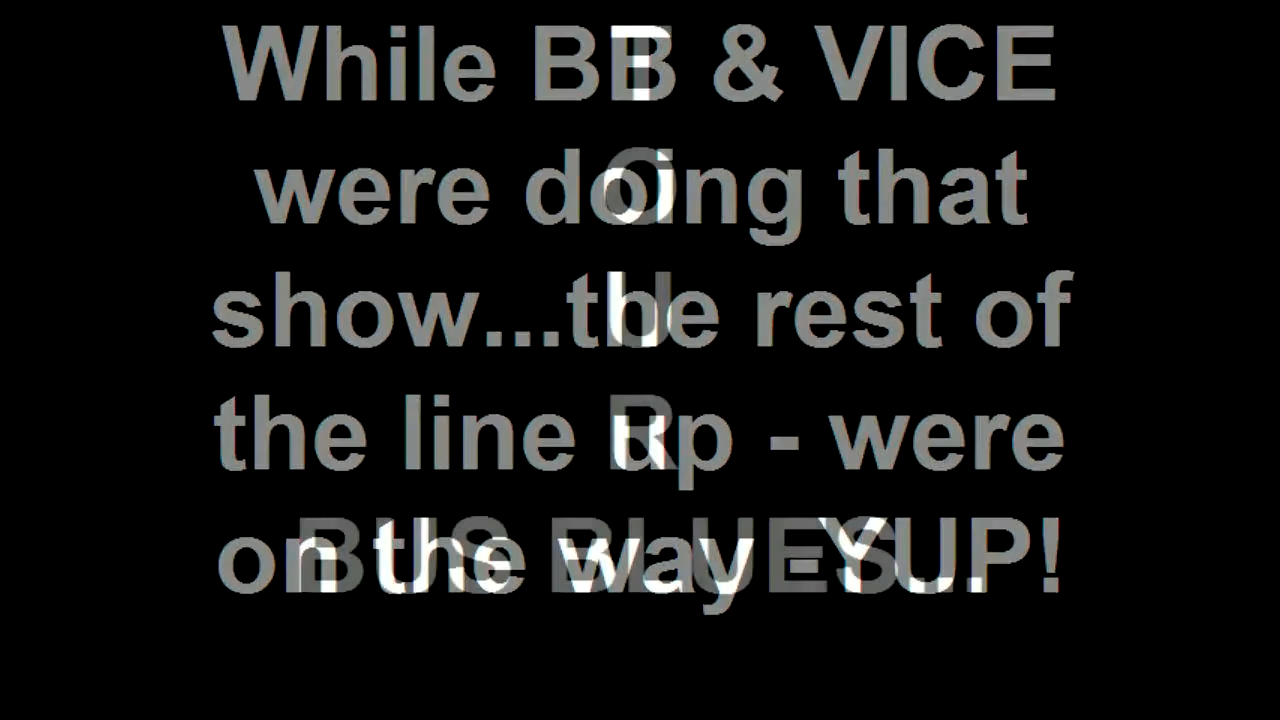 While BB & VICE
were doing that
show...the rest of
the line up - were
on the way - YUP!
T
O
U
R
BUS BLUES...